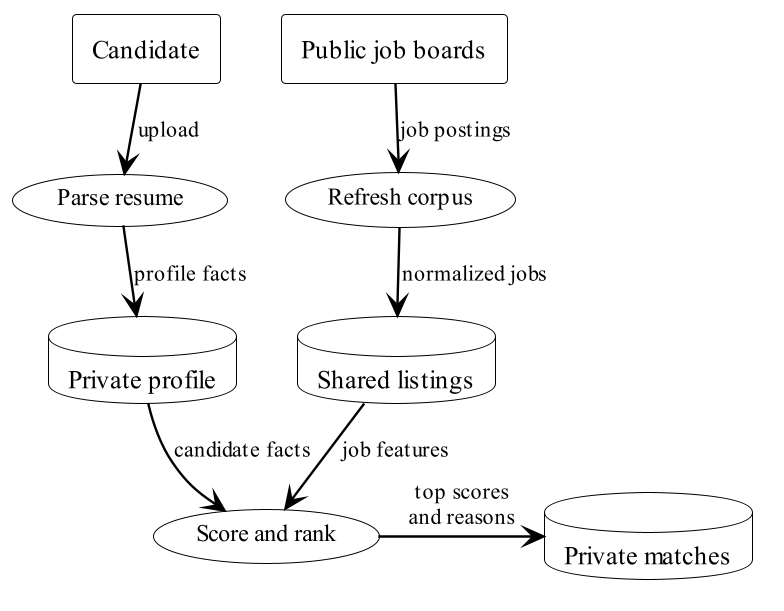 Candidate
Public job boards
upload
job postings
Parse resume
Refresh corpus
profile facts
normalized jobs
Private profile
Shared listings
candidate facts
job features
top scores
and reasons
Score and rank
Private matches